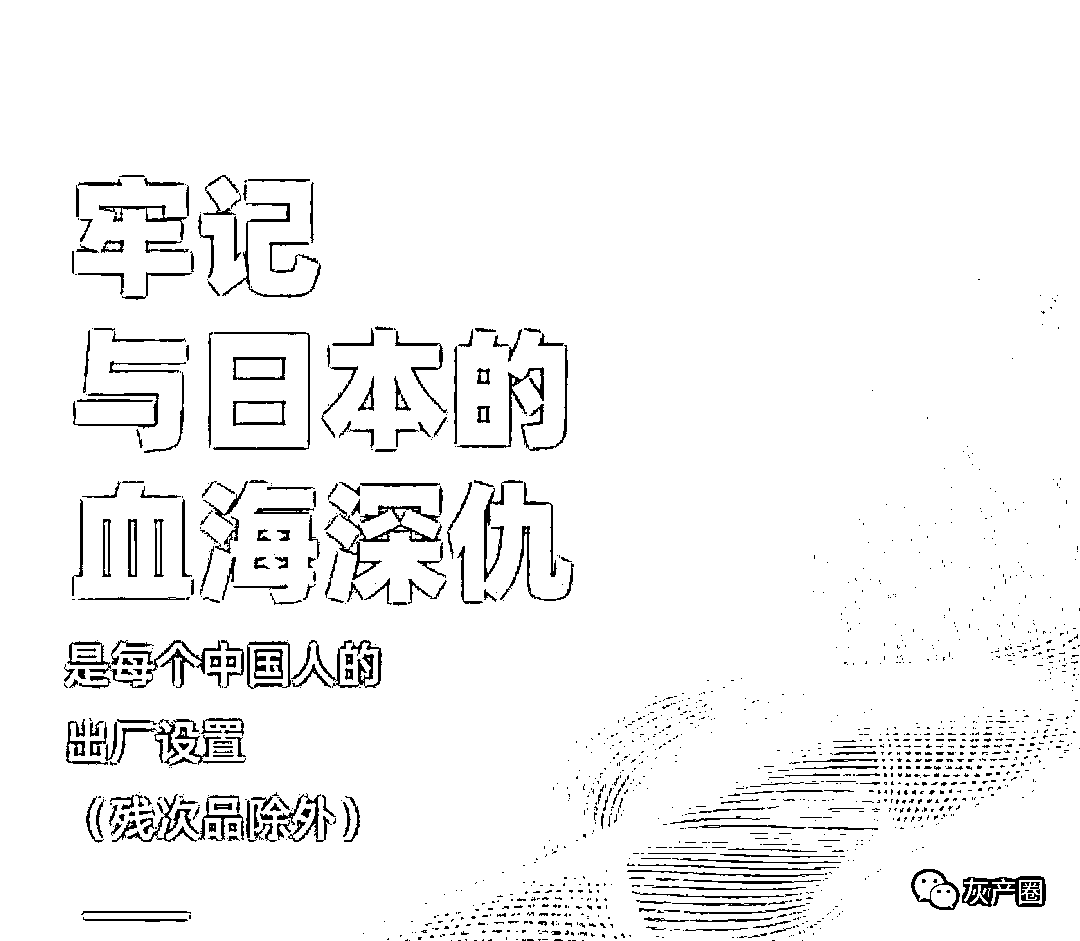 牢记
与日本的
血海深仇
是每个中国人的
出厂设置
（残次品除外）
灰产圈